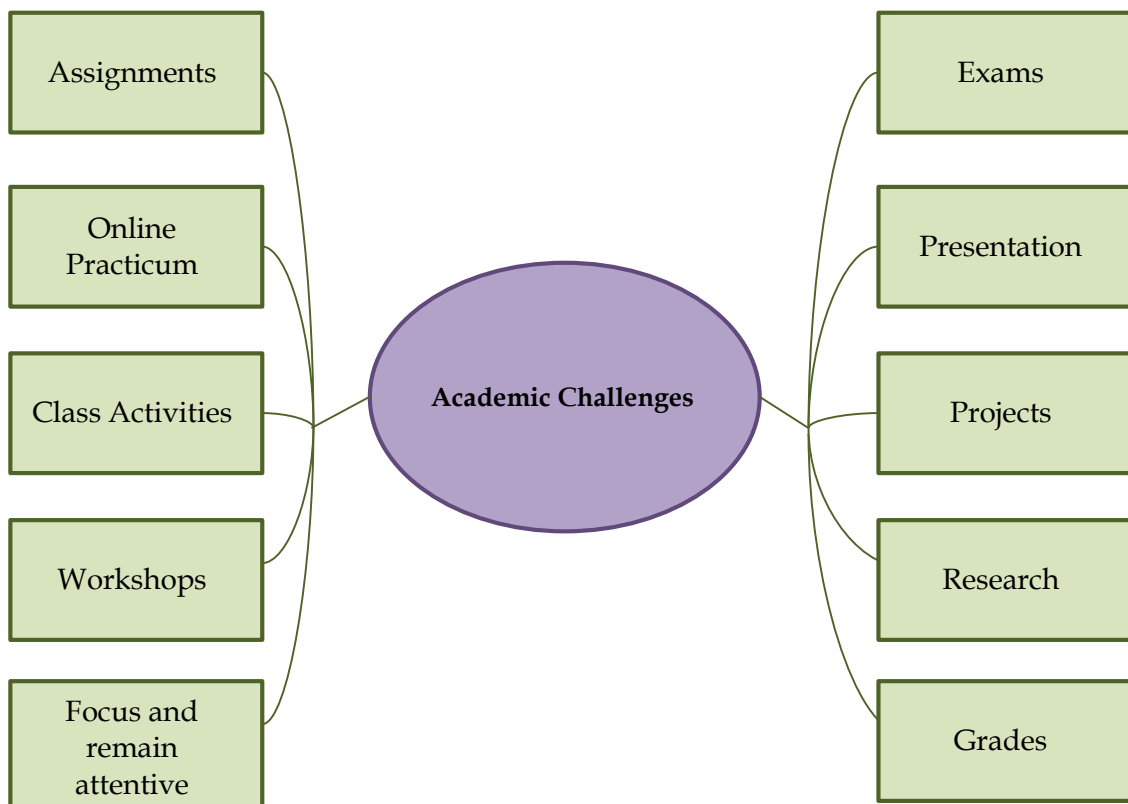 Assignments
Online
Practicum
Class Activities
Workshops
Focus and
remain
attentive
Academic Challenges
Exams
Presentation
Projects
Research
Grades